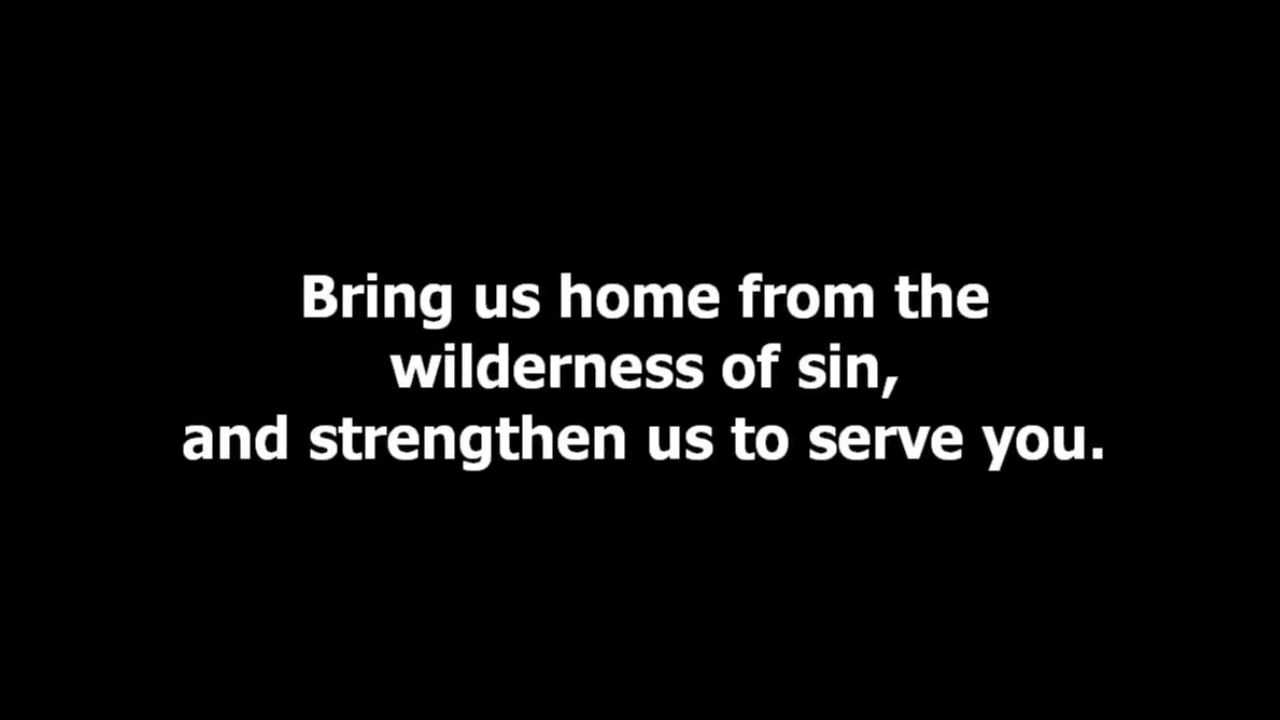 Bring us home from the
wilderness of sin,
and strengthen us to serve you.